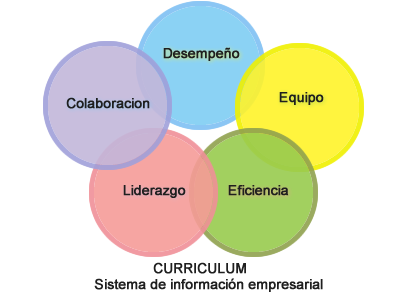 Desempeño
Colaboracion
Equipo
Liderazgo
Eficiencia
CURRICULUM
Sistema de información empresarial